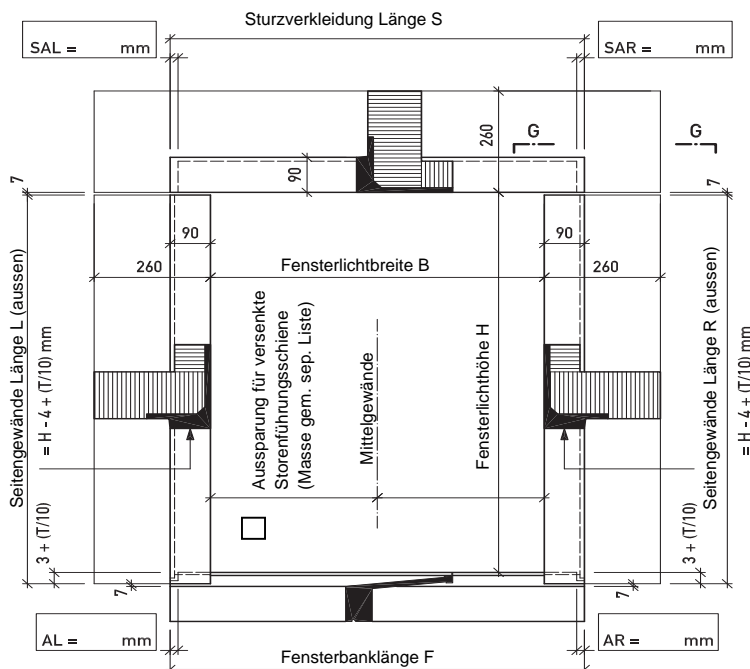 Sturzverkleidung Länge S
SAL = mm
SAR = mm
G G
260
90
7
7
90
90
260
Fensterlichtbreite B
260
Seitengewände Länge L (aussen)
= H - 4 + (T/10) mm
Aussparung für versenkte
Storenführungsschiene
(Masse gem. sep. Liste)
Mittelgewände
Fensterlichthöhe H
Seitengewände Länge R (aussen)
= H - 4 + (T/10) mm
3 + (T/10)
3 + (T/10)
7
7
AL = mm
AR = mm
Fensterbanklänge F